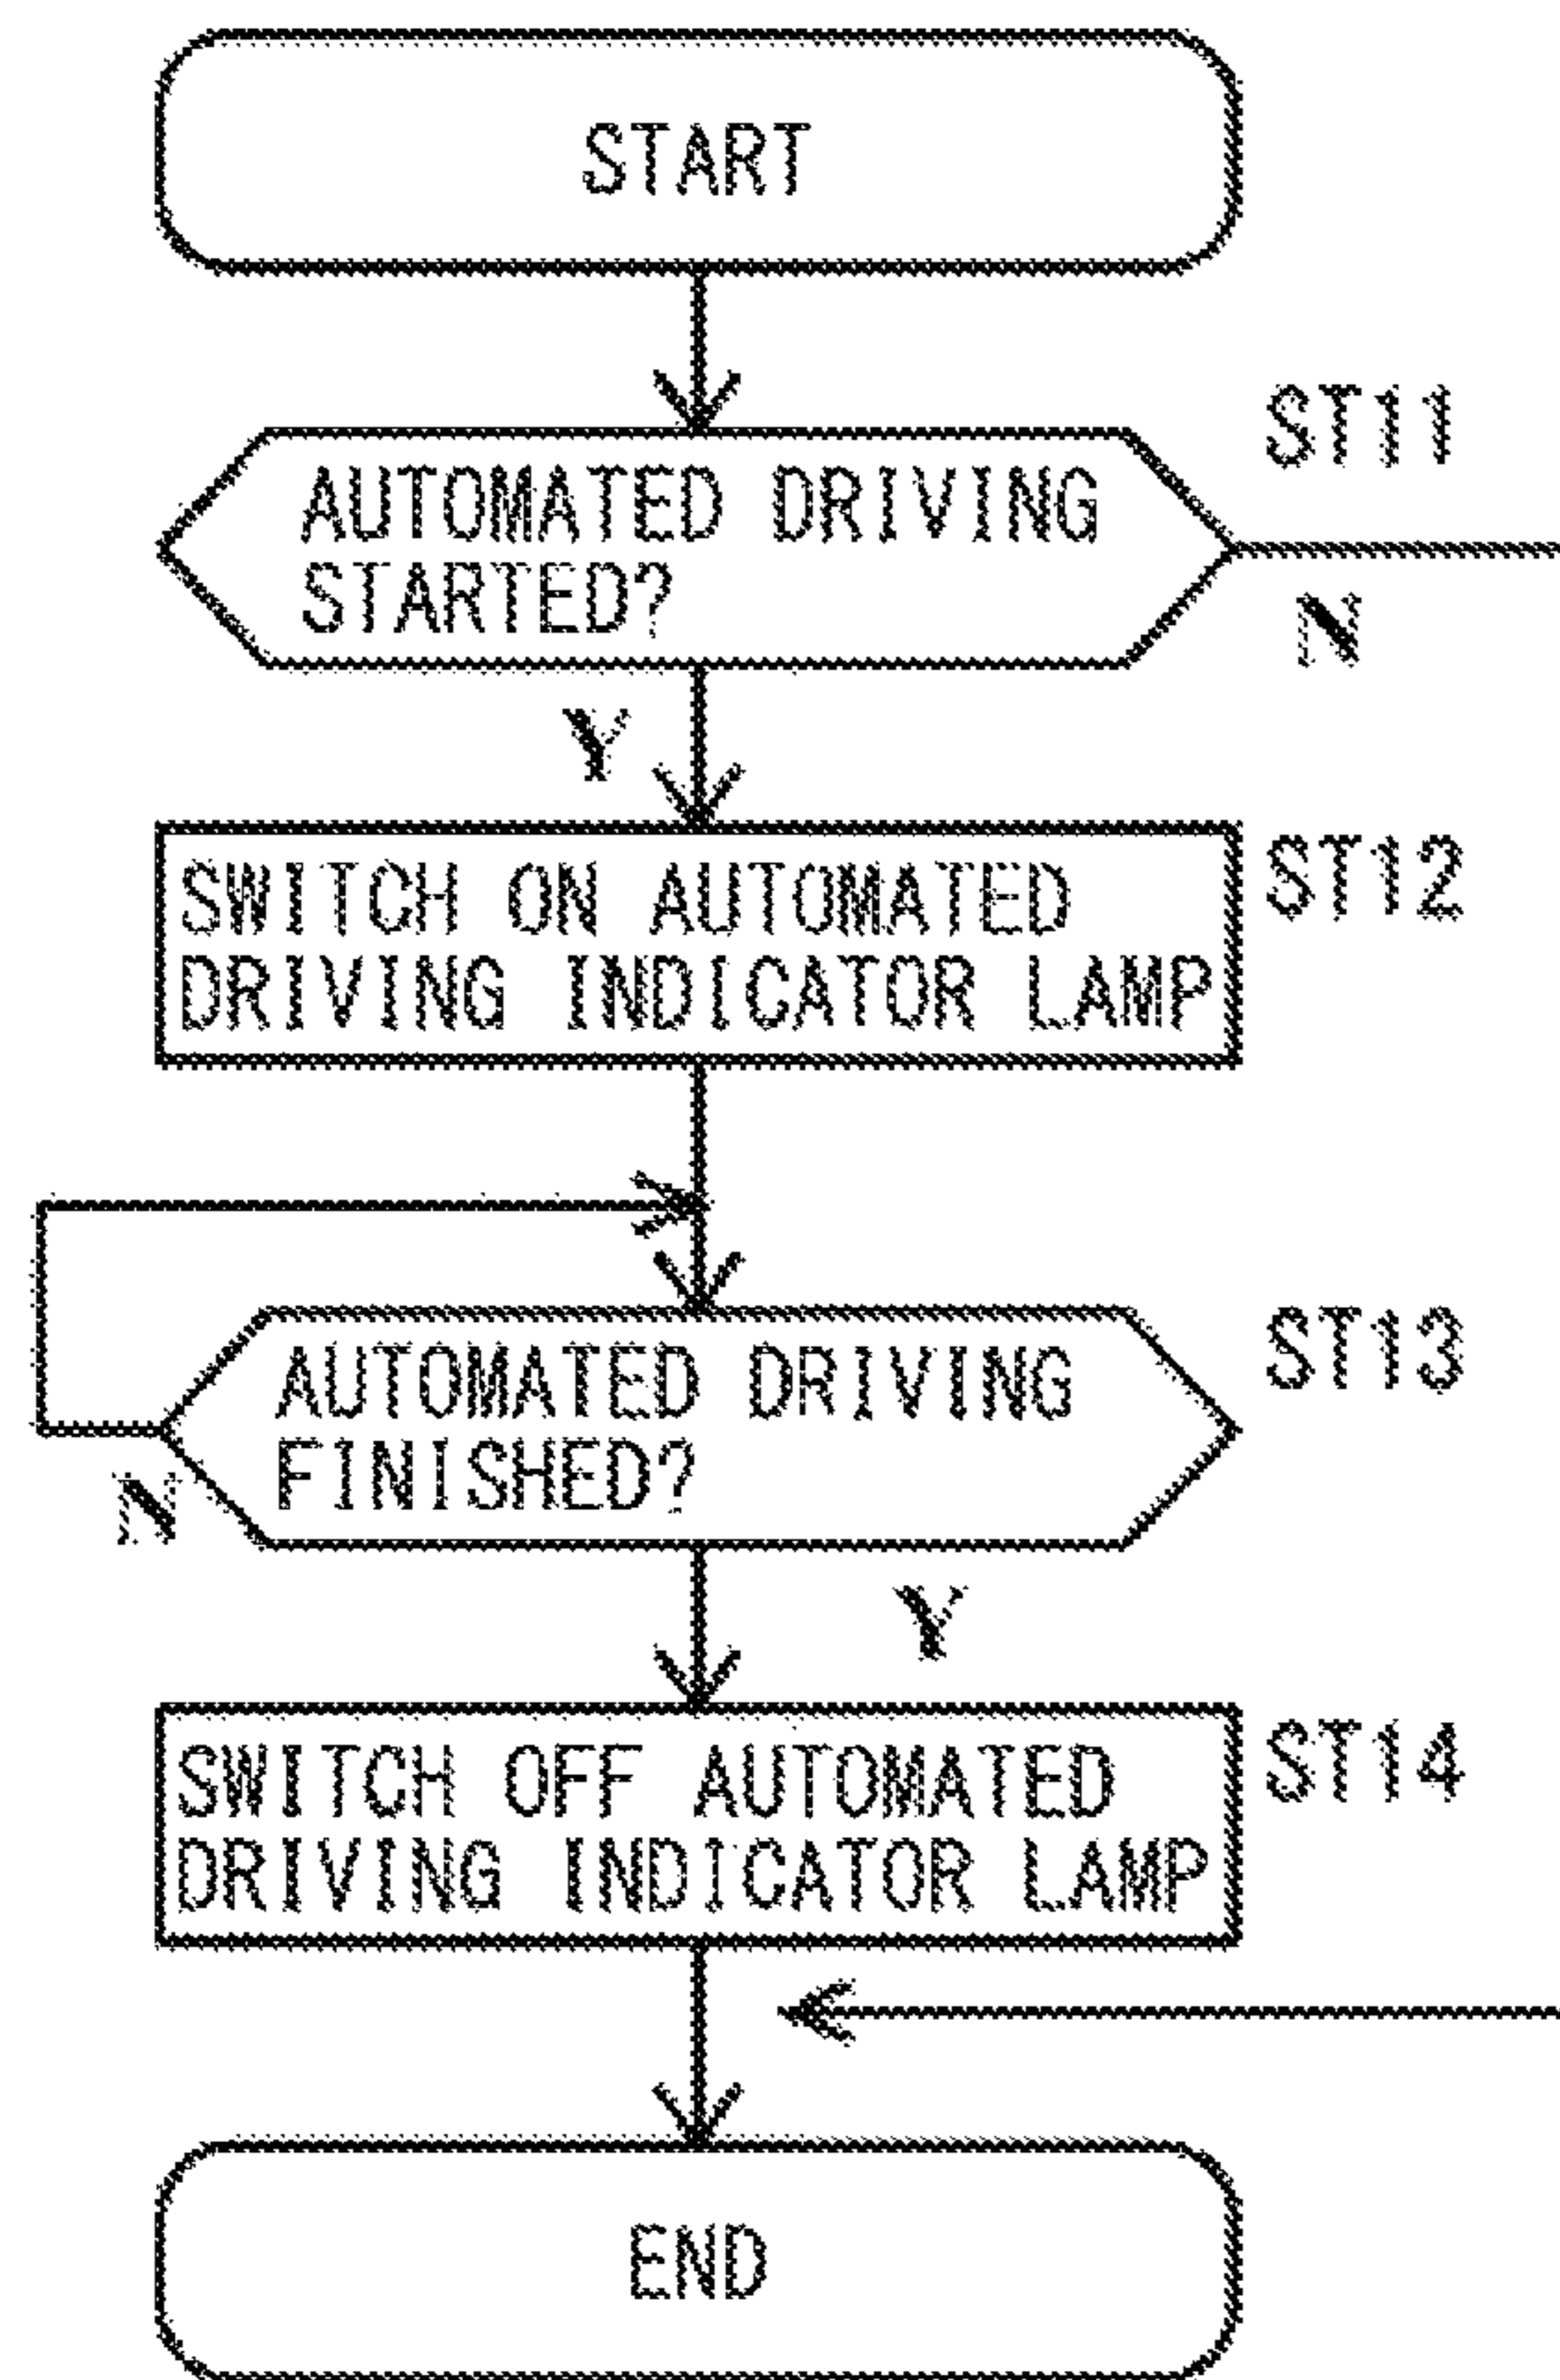 START
ST11
AUTOMATED DRIVING
STARTED?
N
Y
ST12
SWITCH ON AUTOMATED
DRIVING INDICATOR LAMP
ST13
AUTOMATED DRIVING
FINISHED?
N
Y
ST14
SWITCH OFF AUTOMATED
DRIVING INDICATOR LAMP
END